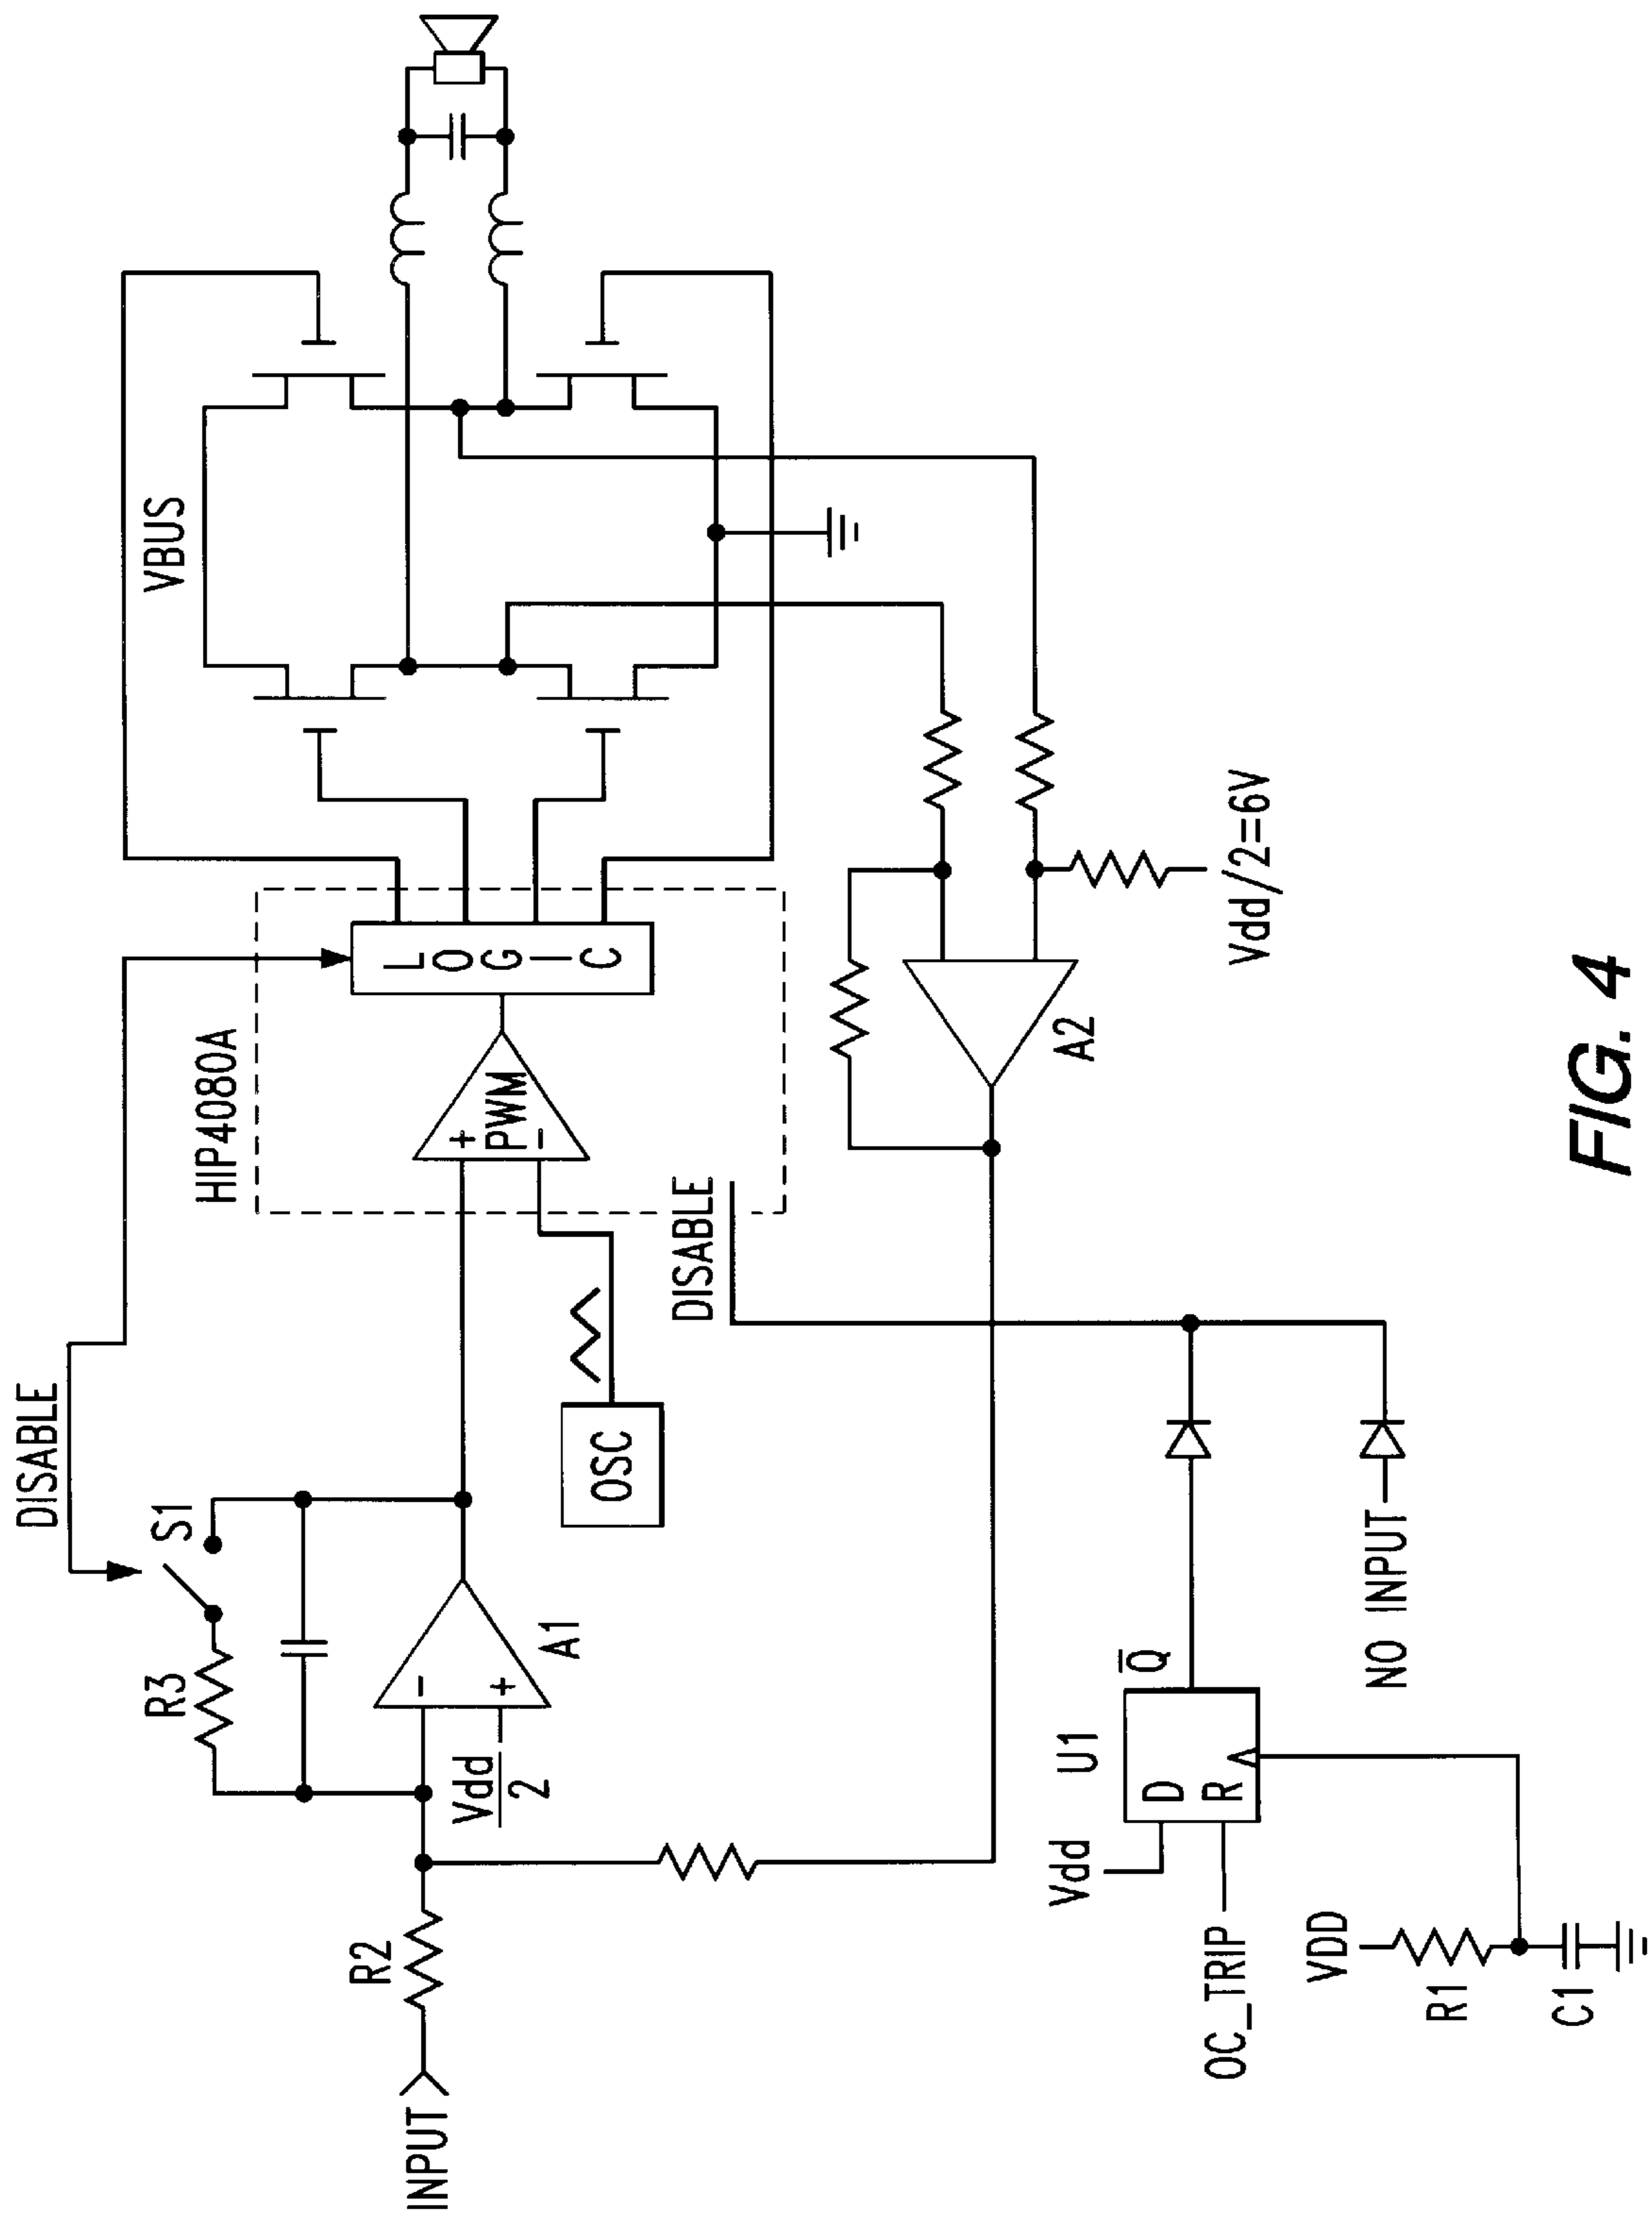 DISABLE
S1
R3
HIP4080A
VBUS
LOGIC
+
PWM
-
-
+
A1
Vdd
2
R2
INPUT
OSC
DISABLE
A2
Vdd/2=6V
U1
Q̅
D
R
Vdd
OC_TRIP
NO INPUT
VDD
R1
C1
FIG. 4